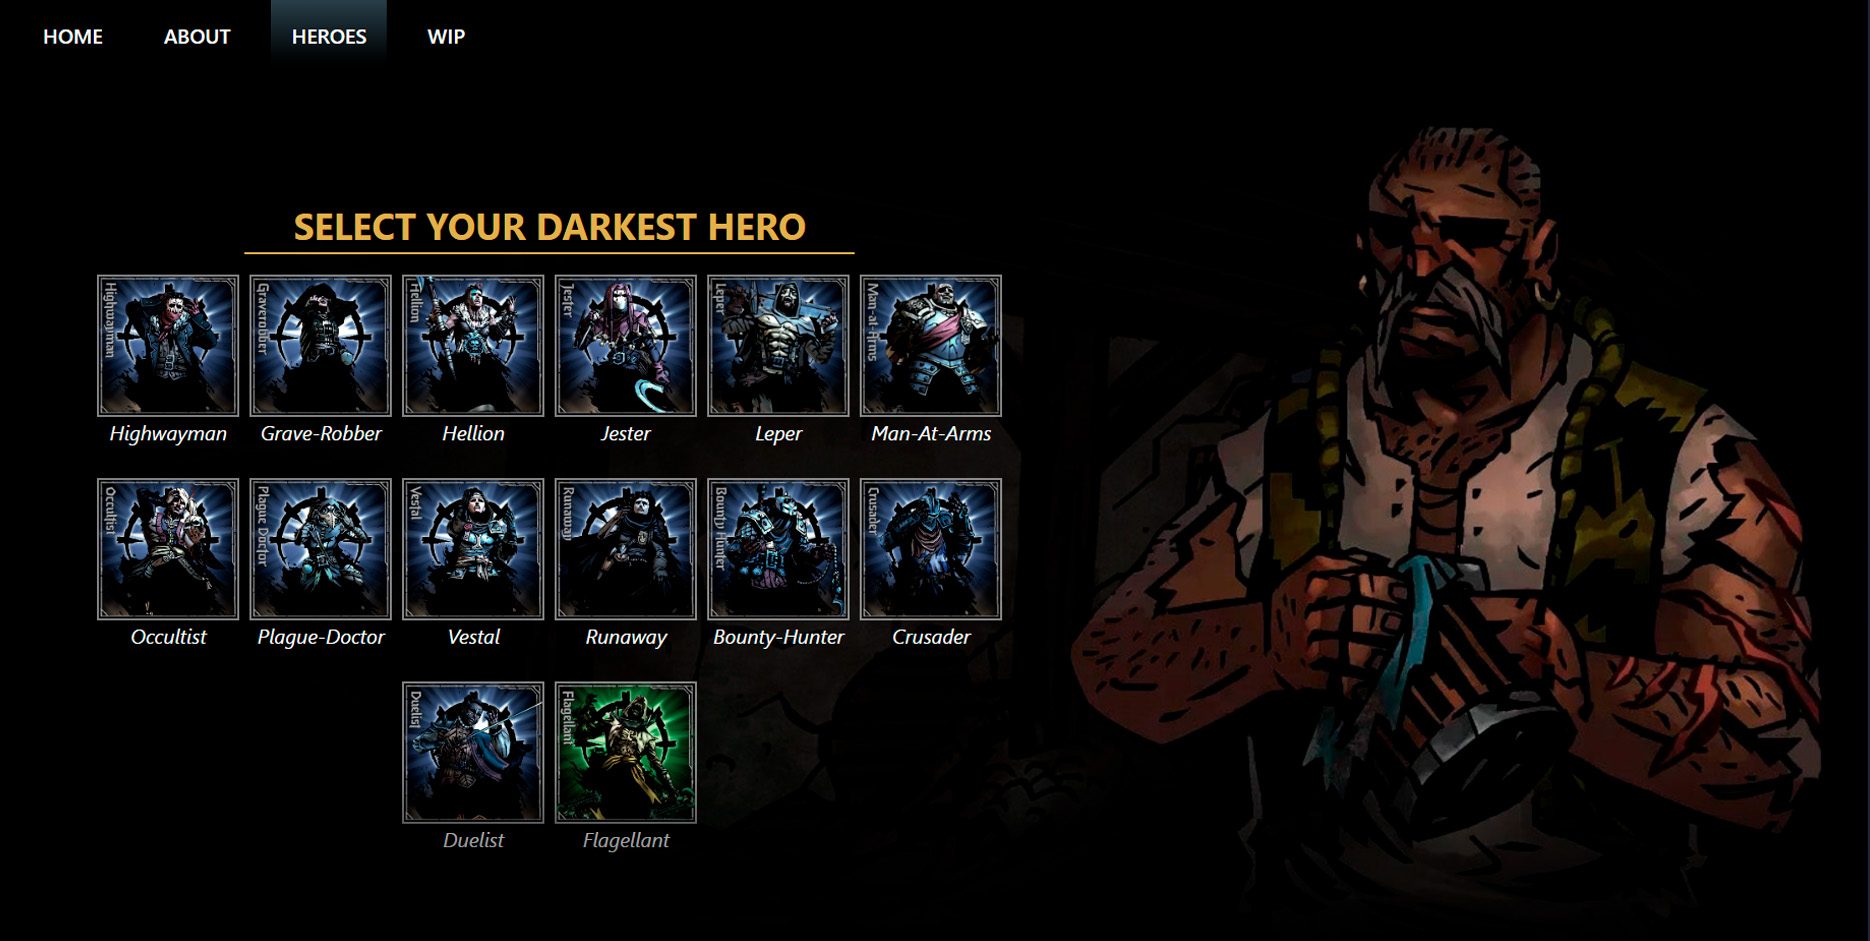 HOME ABOUT HEROES WIP
SELECT YOUR DARKEST HERO
Highwayman Graverobber Hellion Jester Leper Man-at-Arms
Highwayman Grave-Robber Hellion Jester Leper Man-At-Arms
Occultist Plague Doctor Vestal Runaway Bounty Hunter Crusader
Occultist Plague-Doctor Vestal Runaway Bounty-Hunter Crusader
Duelist Flagellant
Duelist Flagellant